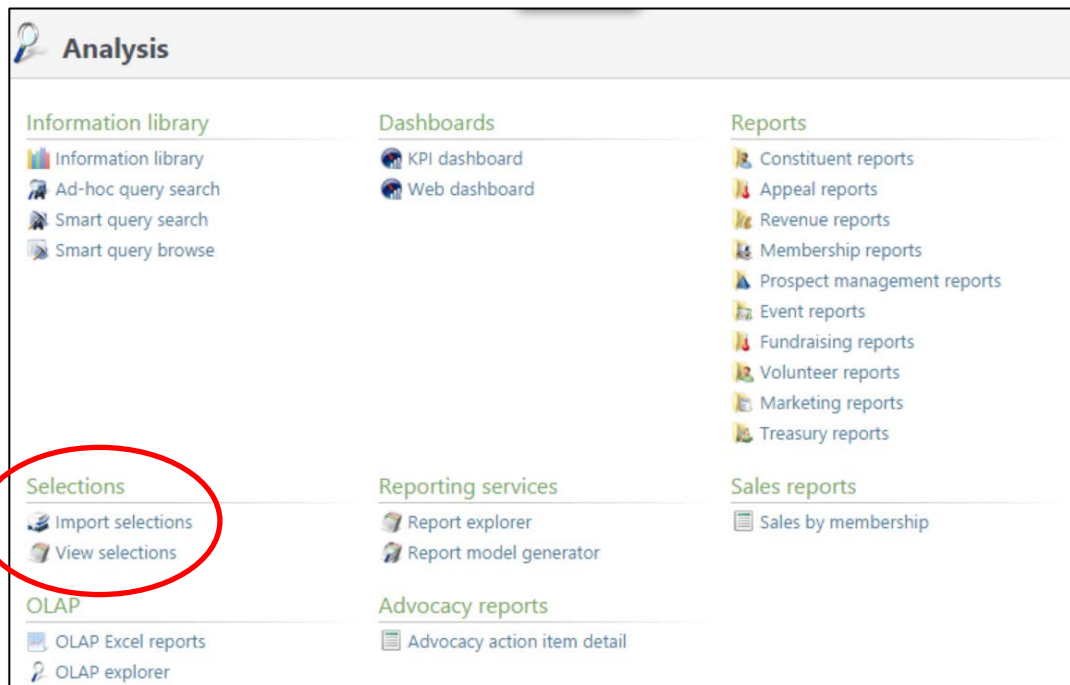 Analysis
Information library
Information library
Ad-hoc query search
Smart query search
Smart query browse
Dashboards
KPI dashboard
Web dashboard
Reports
Constituent reports
Appeal reports
Revenue reports
Membership reports
Prospect management reports
Event reports
Fundraising reports
Volunteer reports
Marketing reports
Treasury reports
Selections
Import selections
View selections
Reporting services
Report explorer
Report model generator
Sales reports
Sales by membership
OLAP
OLAP Excel reports
OLAP explorer
Advocacy reports
Advocacy action item detail